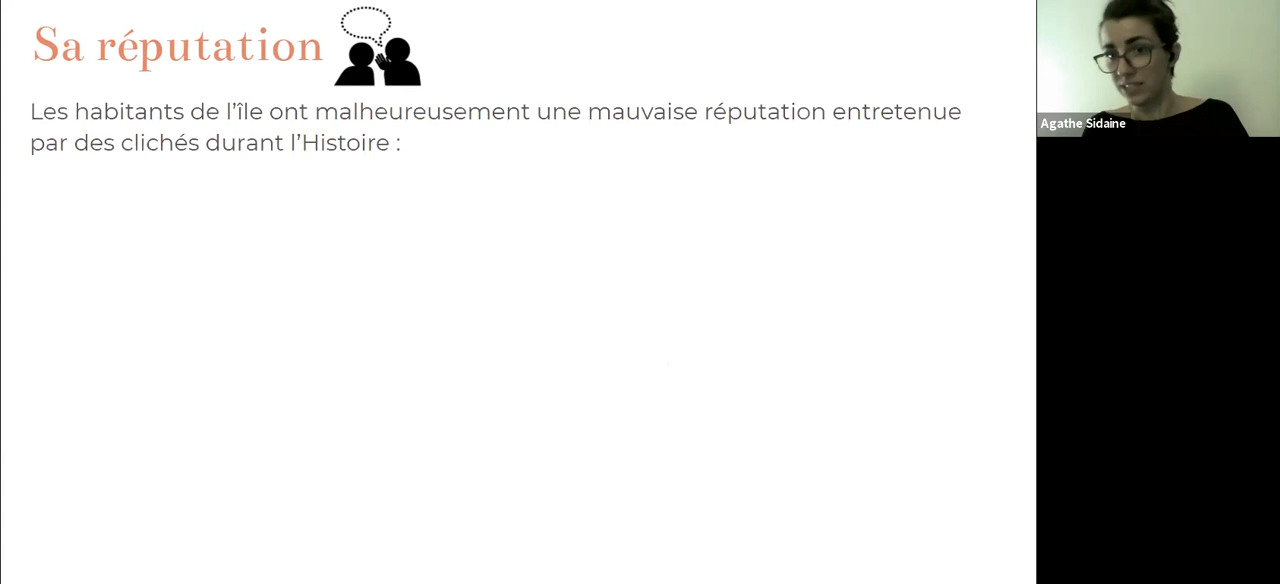 Sa réputation
Les habitants de l’île ont malheureusement une mauvaise réputation entretenue
par des clichés durant l’Histoire :
Agathe Sidaine